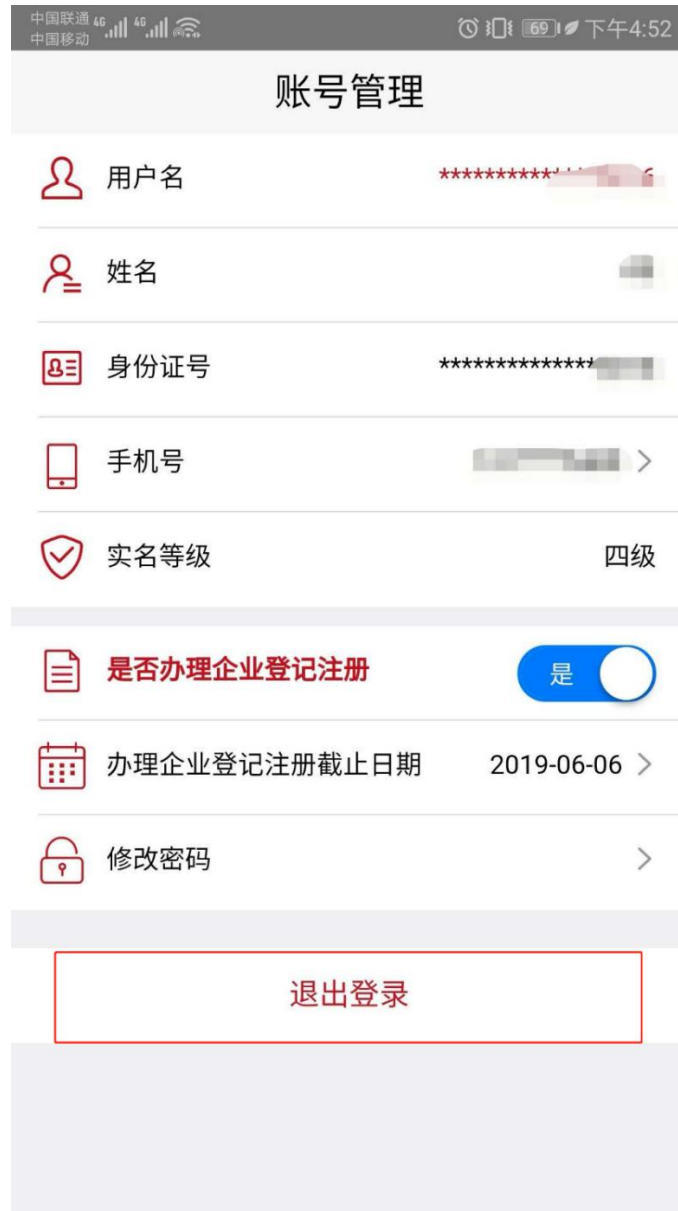 中国联通 4G 4G
中国移动
69 下午4:52
账号管理
用户名 ************
姓名
身份证号 **************
手机号
实名等级 四级
是否办理企业登记注册 是
办理企业登记注册截止日期 2019-06-06
修改密码
退出登录